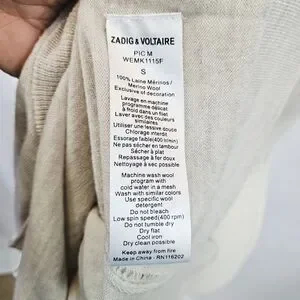 ZADIG & VOLTAIRE
PIC M
WEMK1115F
S
100% Laine Mérinos /
Merino Wool
Exclusive of decoration
Lavage en machine
programme délicat
à froid dans un filet
Laver avec des couleurs
similaires
Utiliser une lessive douce
Chlorage interdit
Essorage faible(400 t/min)
Ne pas sécher en tambour
Sécher à plat
Repassage à fer doux
Nettoyage à sec possible
Machine wash wool
program with
cold water in a mesh
Wash with similar colors
Use specific wool
detergent
Do not bleach
Low spin speed(400 rpm)
Do not tumble dry
Dry flat
Cool iron
Dry clean possible
Keep away from fire
Made in China - RN116202